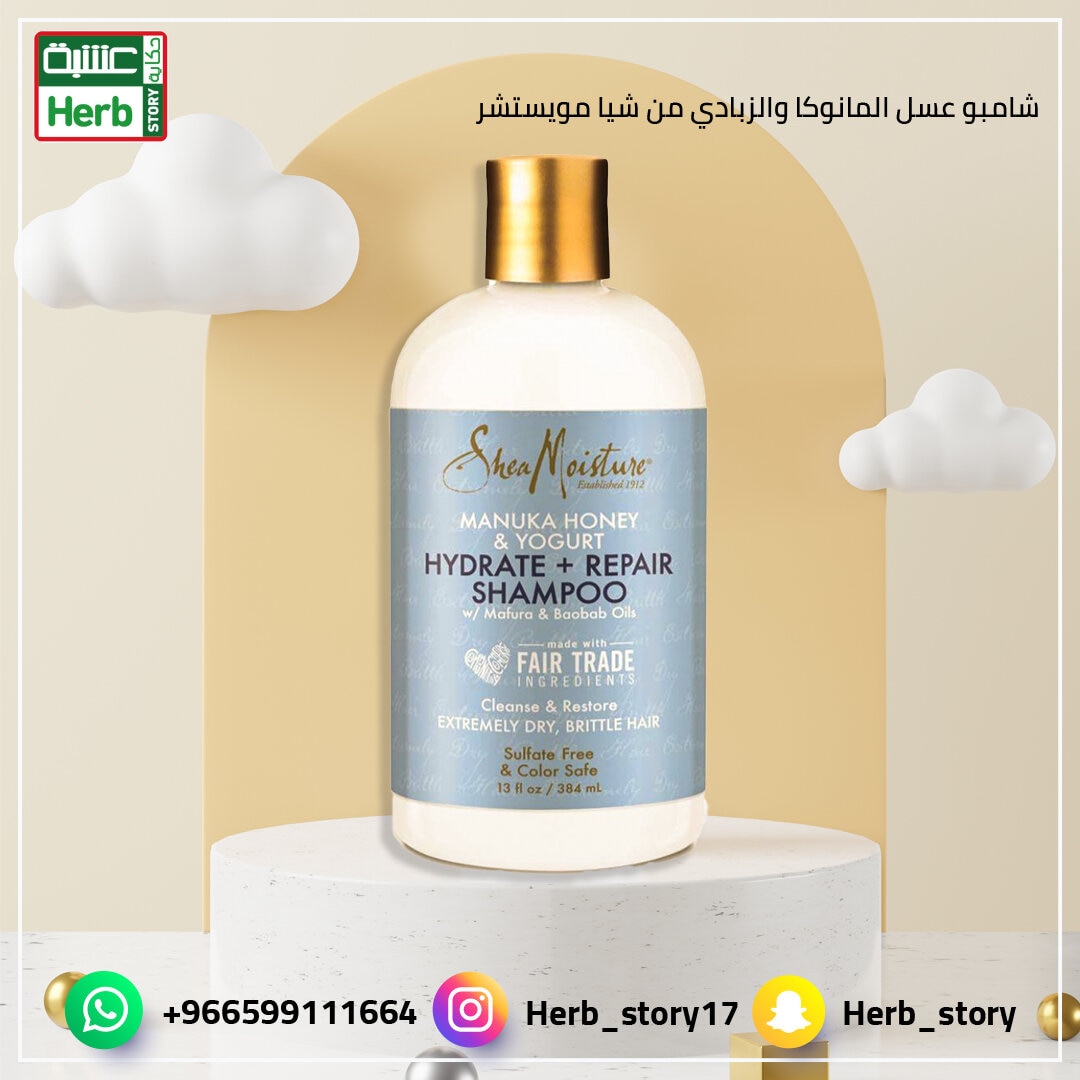 عشبة
حكاية
Herb
STORY
شامبو عسل المانوكا والزبادي من شيا مويستشر
SheaMoisture®
Established 1912
MANUKA HONEY
& YOGURT
HYDRATE + REPAIR
SHAMPOO
w/ Mafura & Baobab Oils
made with
FAIR TRADE
INGREDIENTS
Cleanse & Restore
EXTREMELY DRY, BRITTLE HAIR
Sulfate Free
& Color Safe
13 fl oz / 384 mL
+966599111664
Herb_story17
Herb_story